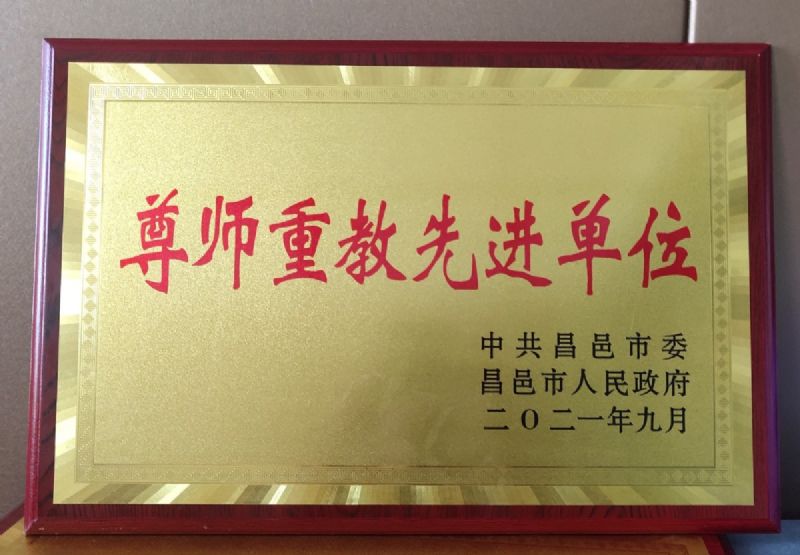 尊师重教先进单位
中共昌邑市委
昌邑市人民政府
二〇二一年九月